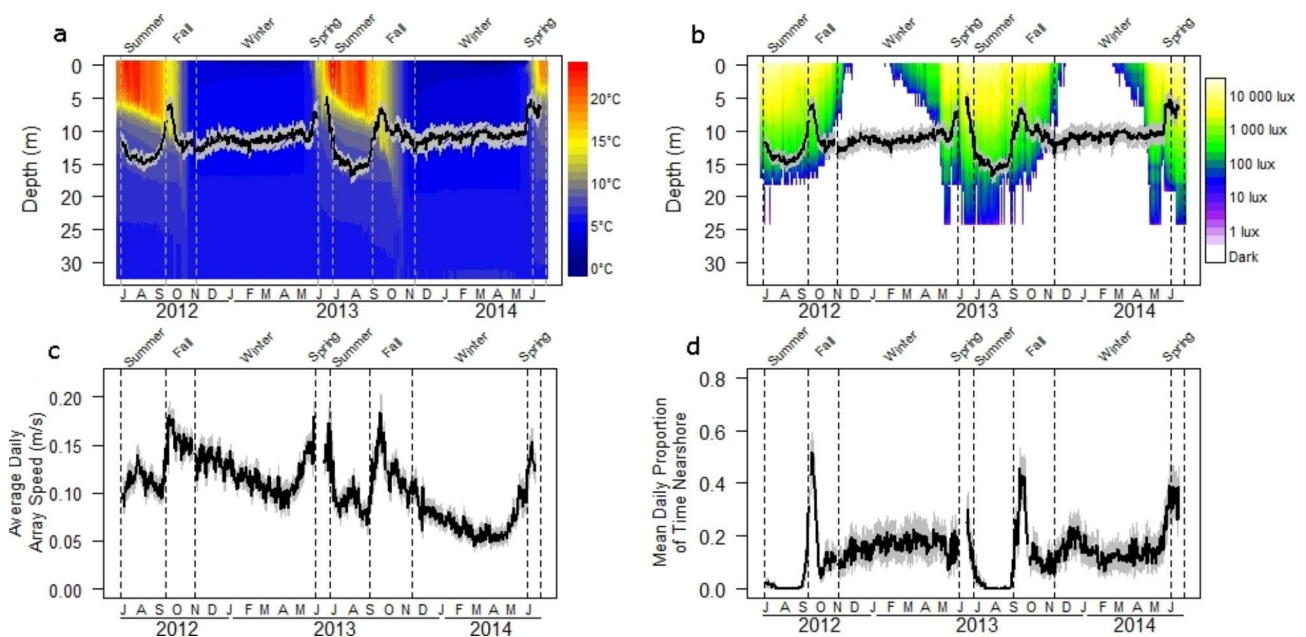 a
Summer Fall Winter Spring Summer Fall Winter Spring
0
5
10
15
20
25
30
Depth (m)
20°C
15°C
10°C
5°C
0°C
J A S O N D J F M A M J J A S O N D J F M A M J
2012 2013 2014
b
Summer Fall Winter Spring Summer Fall Winter Spring
0
5
10
15
20
25
30
Depth (m)
10 000 lux
1 000 lux
100 lux
10 lux
1 lux
Dark
J A S O N D J F M A M J J A S O N D J F M A M J
2012 2013 2014
c
Summer Fall Winter Spring Summer Fall Winter Spring
0.20
0.15
0.10
0.05
0.00
Average Daily
Array Speed (m/s)
J A S O N D J F M A M J J A S O N D J F M A M J
2012 2013 2014
d
Summer Fall Winter Spring Summer Fall Winter Spring
0.8
0.6
0.4
0.2
0.0
Mean Daily Proportion
of Time Nearshore
J A S O N D J F M A M J J A S O N D J F M A M J
2012 2013 2014